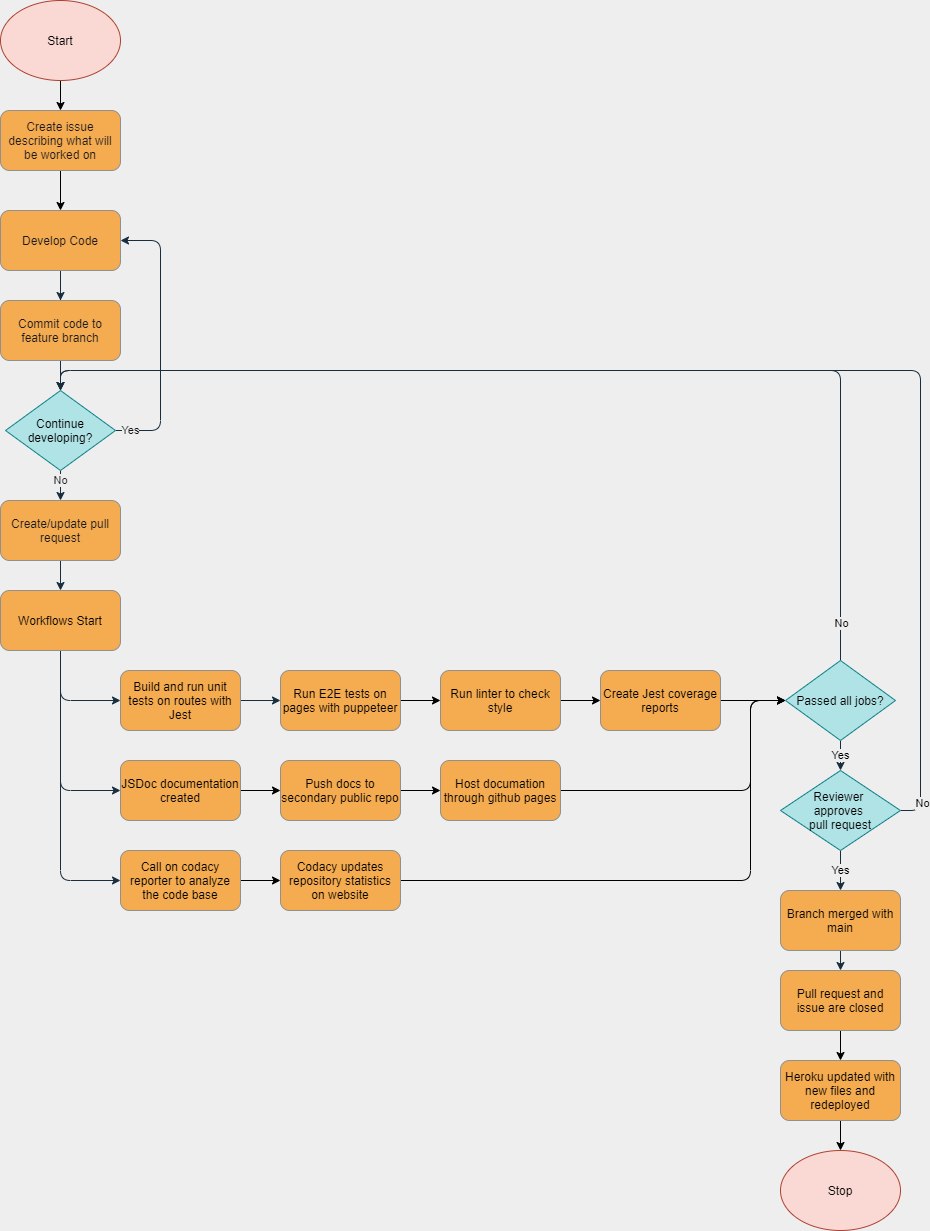 Start
Create issue
describing what will
be worked on
Develop Code
Commit code to
feature branch
Continue
developing?
Yes
No
Create/update pull
request
Workflows Start
Build and run unit
tests on routes with
Jest
Run E2E tests on
pages with puppeteer
Run linter to check
style
Create Jest coverage
reports
No
Passed all jobs?
Yes
JSDoc documentation
created
Push docs to
secondary public repo
Host documation
through github pages
Reviewer
approves
pull request
No
Yes
Call on codacy
reporter to analyze
the code base
Codacy updates
repository statistics
on website
Branch merged with
main
Pull request and
issue are closed
Heroku updated with
new files and
redeployed
Stop